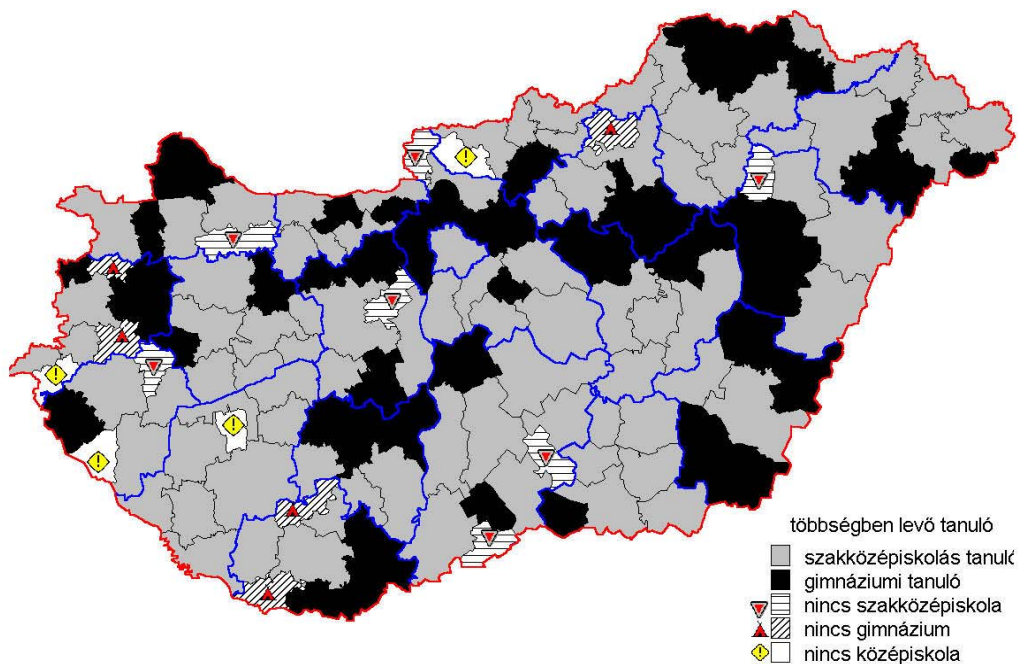 többségben levő tanuló
szakközépiskolás tanuló
gimnáziumi tanuló
nincs szakközépiskola
nincs gimnázium
nincs középiskola